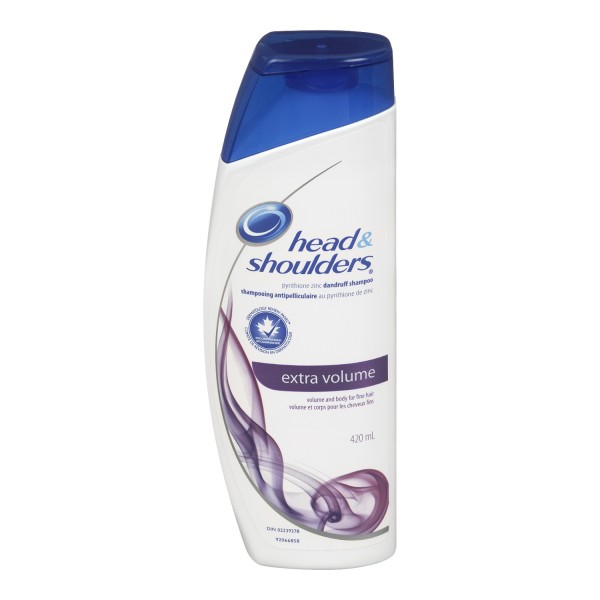 head&
shoulders®
pyrithione zinc dandruff shampoo
shampooing antipelliculaire au pyrithione de zinc
extra volume
volume and body for fine hair
volume et corps pour les cheveux fins
420 mL